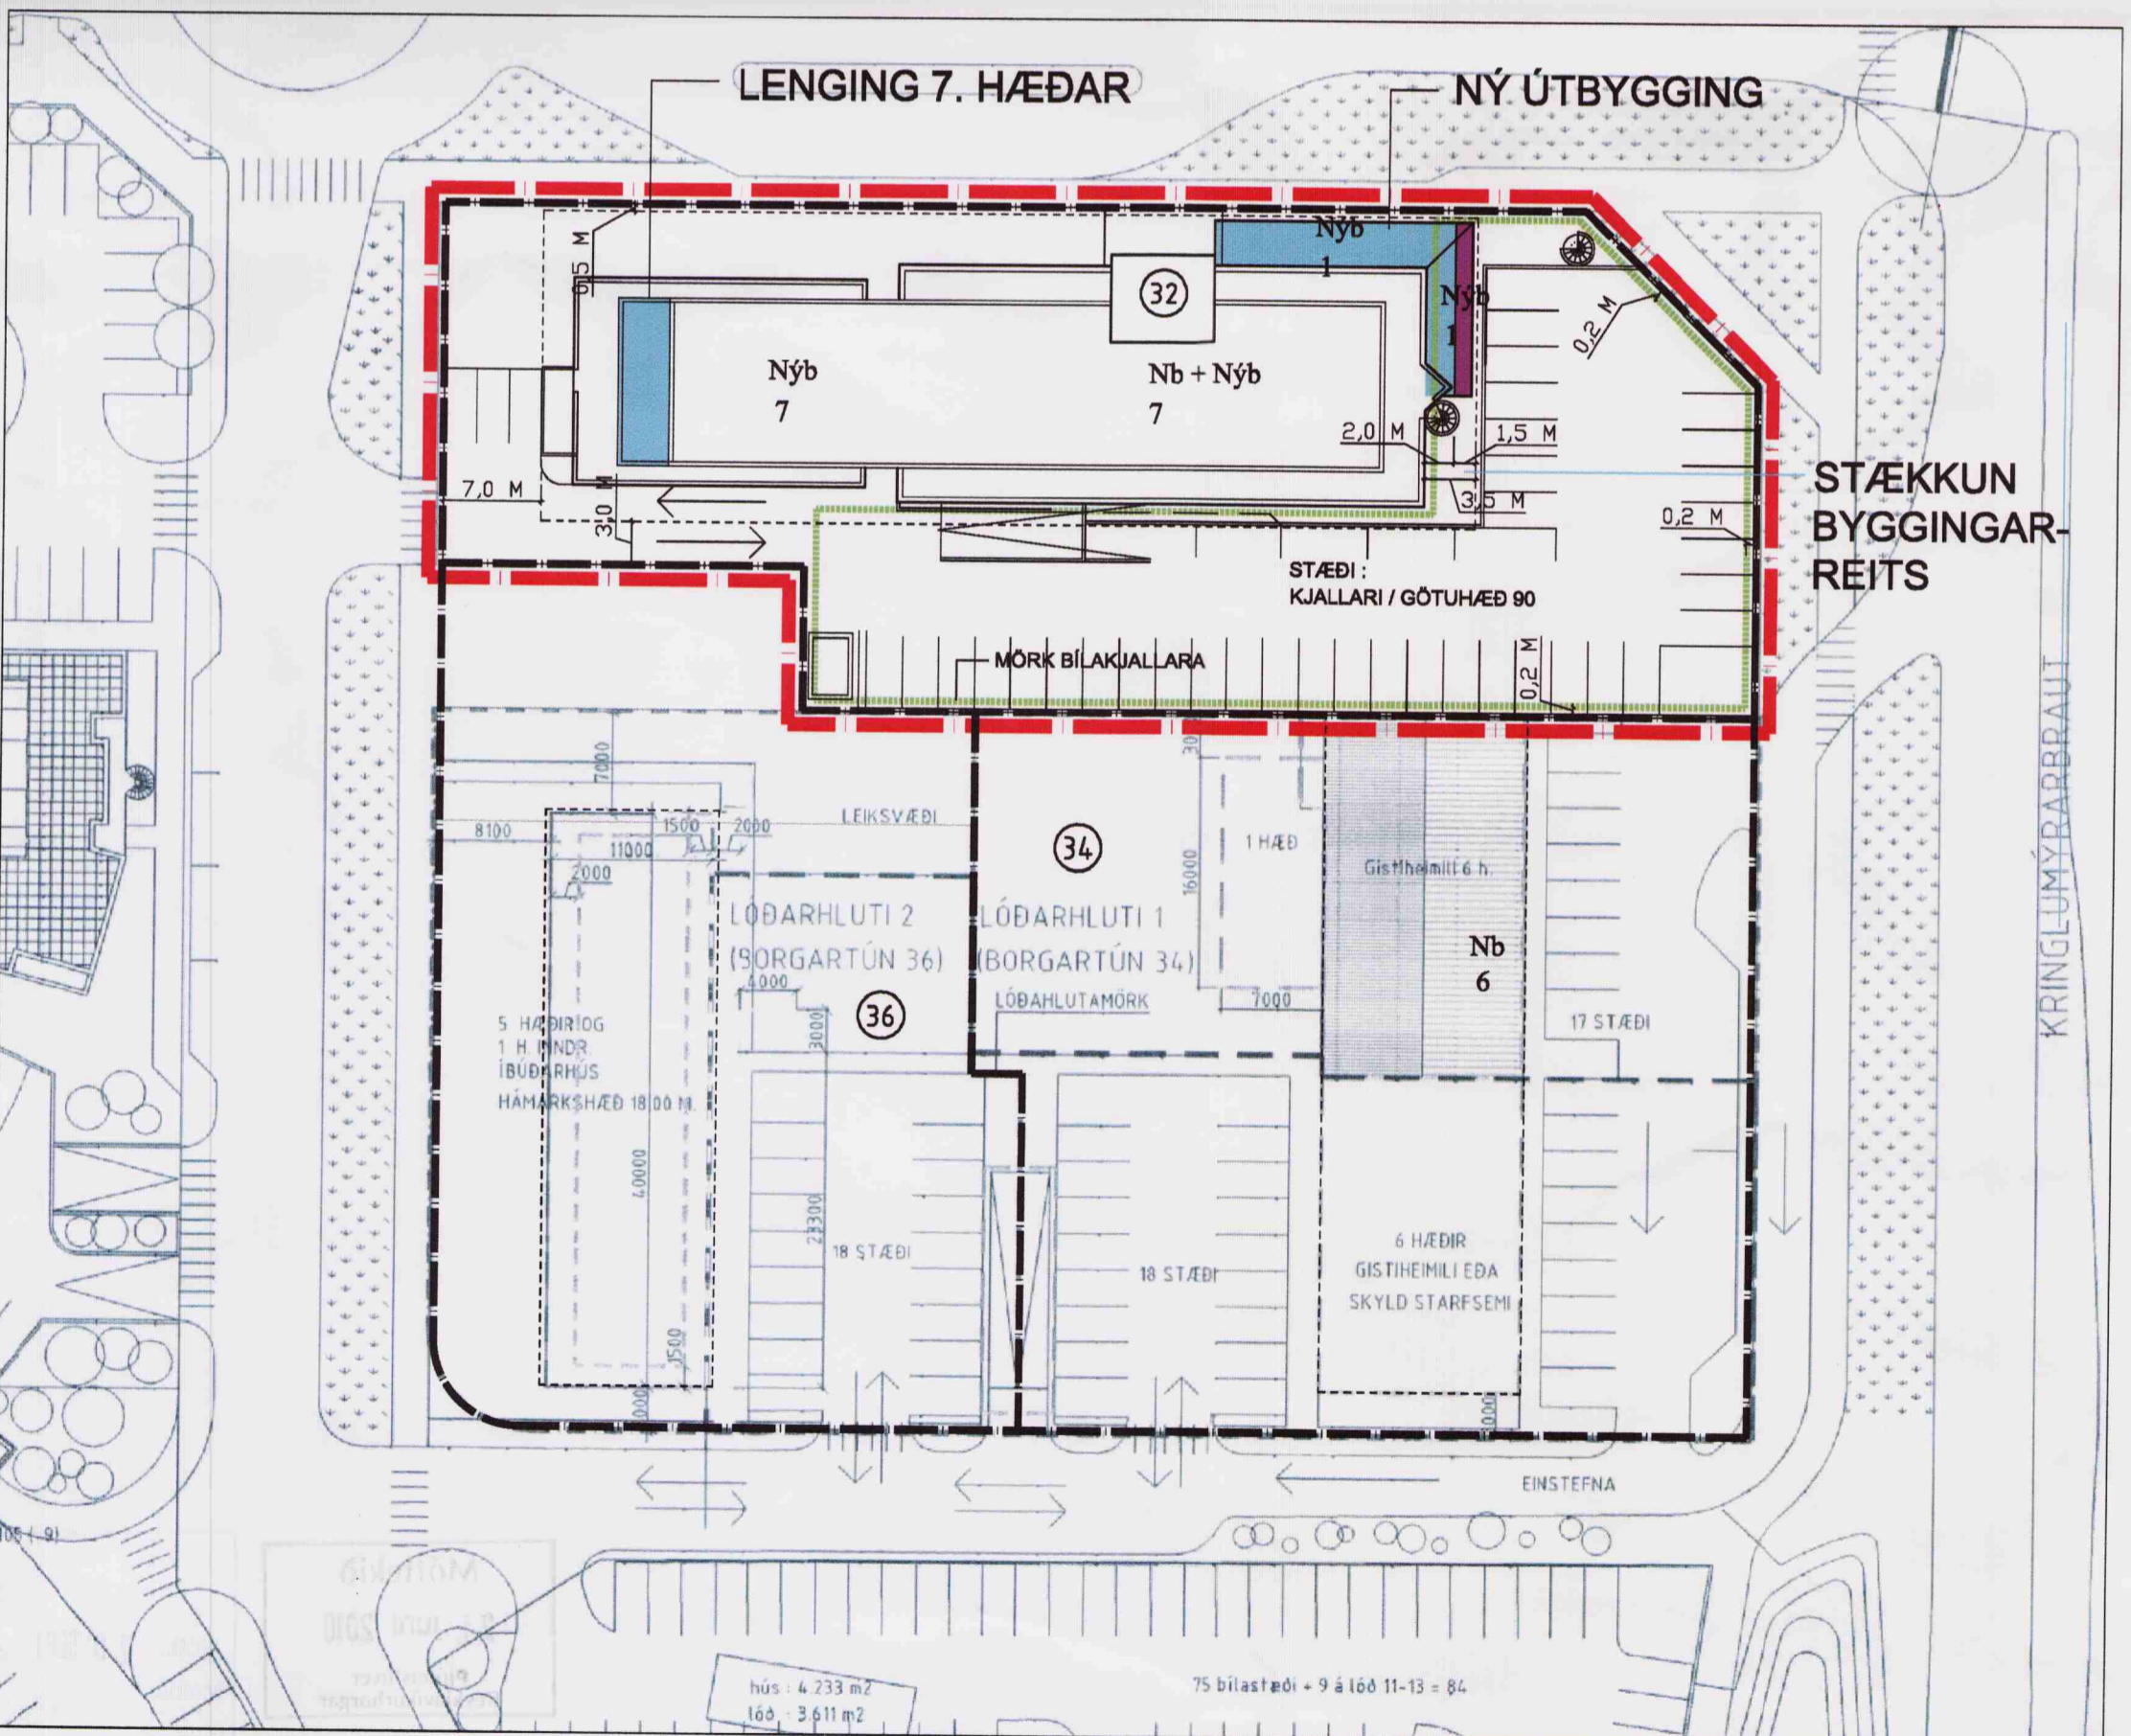 LENGING 7. HÆÐAR
NÝ ÚTBYGGING
0,5 M
Nýb
1
32
Nýb
1
0,2 M
Nýb
7
Nb + Nýb
7
2,0 M
1,5 M
7,0 M
3,0 M
3,5 M
0,2 M
STÆKKUN
BYGGINGAR-
REITS
STÆÐI :
KJALLARI / GÖTUHÆÐ 90
MÖRK BÍLAKJALLARA
0,2 M
KRINGLUMÝRARBRAUT
7000
30
8100
1500
2000
11000
2000
LEIKSVÆÐI
34
16000
1 HÆÐ
Gistiheimili 6 h.
LÓÐARHLUTI 2
(BORGARTÚN 36)
LÓÐARHLUTI 1
(BORGARTÚN 34)
4000
LÓÐAHLUTAMÖRK
7000
Nb
6
36
3000
17 STÆÐI
5 HÆÐIR OG
1 H. INNDR.
ÍBÚÐARHÚS
HÁMARKSHÆÐ 18,00 M.
40000
23300
18 STÆÐI
18 STÆÐI
6 HÆÐIR
GISTIHEIMILI EÐA
SKYLD STARFSEMI
1500
EINSTEFNA
hús : 4.233 m2
lóð : 3.611 m2
75 bílastæði + 9 á lóð 11-13 = 84